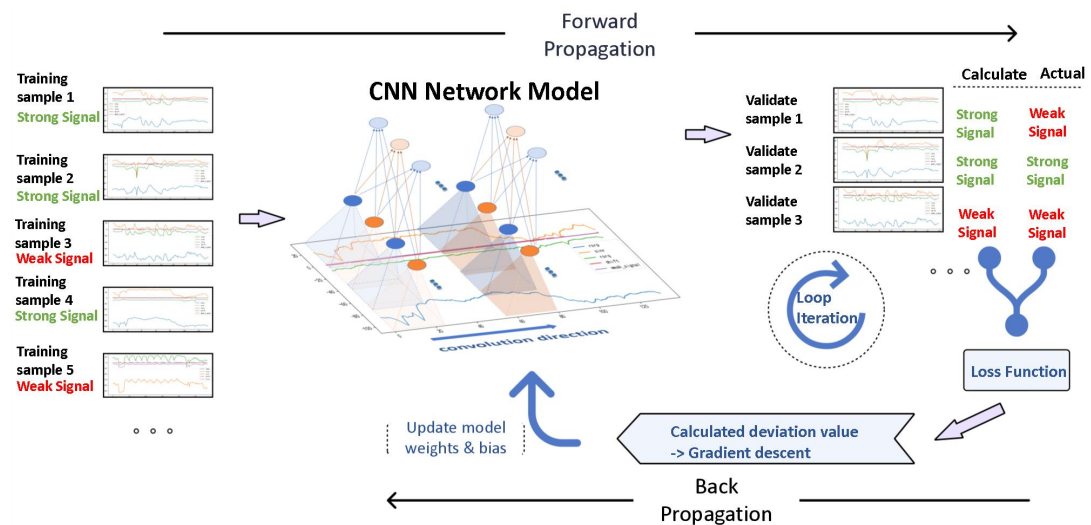 Forward
Propagation
Training
sample 1
Strong Signal
Training
sample 2
Strong Signal
Training
sample 3
Weak Signal
Training
sample 4
Strong Signal
Training
sample 5
Weak Signal
CNN Network Model
convolution direction
Validate
sample 1
Validate
sample 2
Validate
sample 3
Calculate Actual
Strong
Signal
Weak
Signal
Strong
Signal
Strong
Signal
Weak
Signal
Weak
Signal
Loop
Iteration
Loss Function
Calculated deviation value
-> Gradient descent
Update model
weights & bias
Back
Propagation